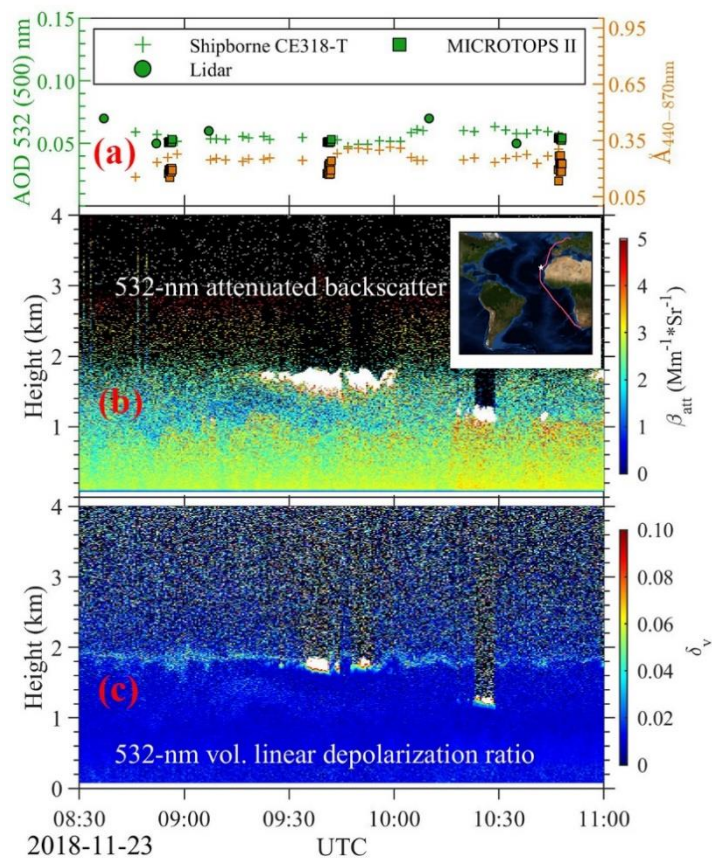 Shipborne CE318-T
MICROTOPS II
Lidar
AOD 532 (500) nm
0.15
0.10
0.05
(a)
0.95
0.65
0.35
0.05
Å440−870nm
4
3
2
1
Height (km)
532-nm attenuated backscatter
(b)
5
4
3
2
1
0
βatt (Mm-1*Sr-1)
4
3
2
1
0
Height (km)
(c)
532-nm vol. linear depolarization ratio
0.10
0.08
0.06
0.04
0.02
0.00
δv
08:30 09:00 09:30 10:00 10:30 11:00
2018-11-23 UTC